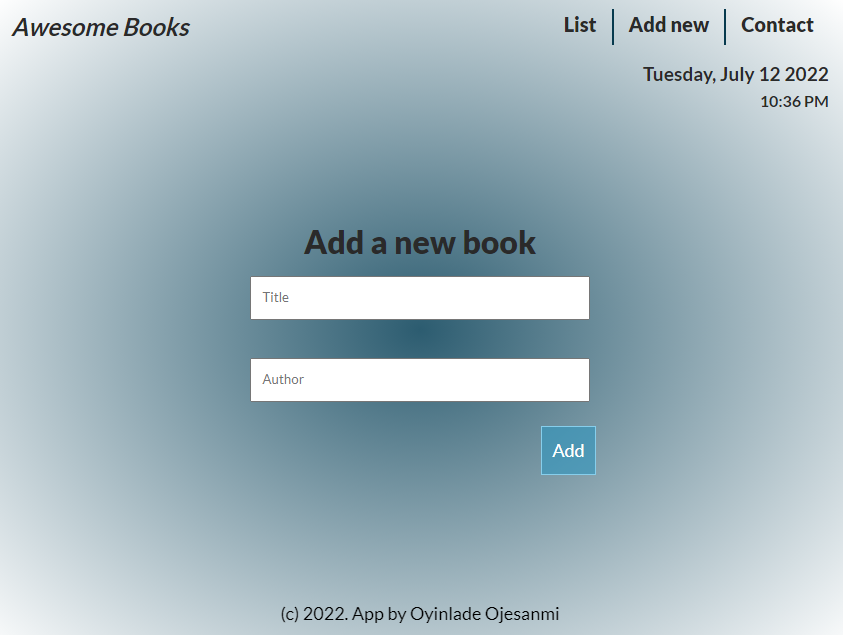 Awesome Books
List
Add new
Contact
Tuesday, July 12 2022
10:36 PM
Add a new book
Title
Author
Add
(c) 2022. App by Oyinlade Ojesanmi